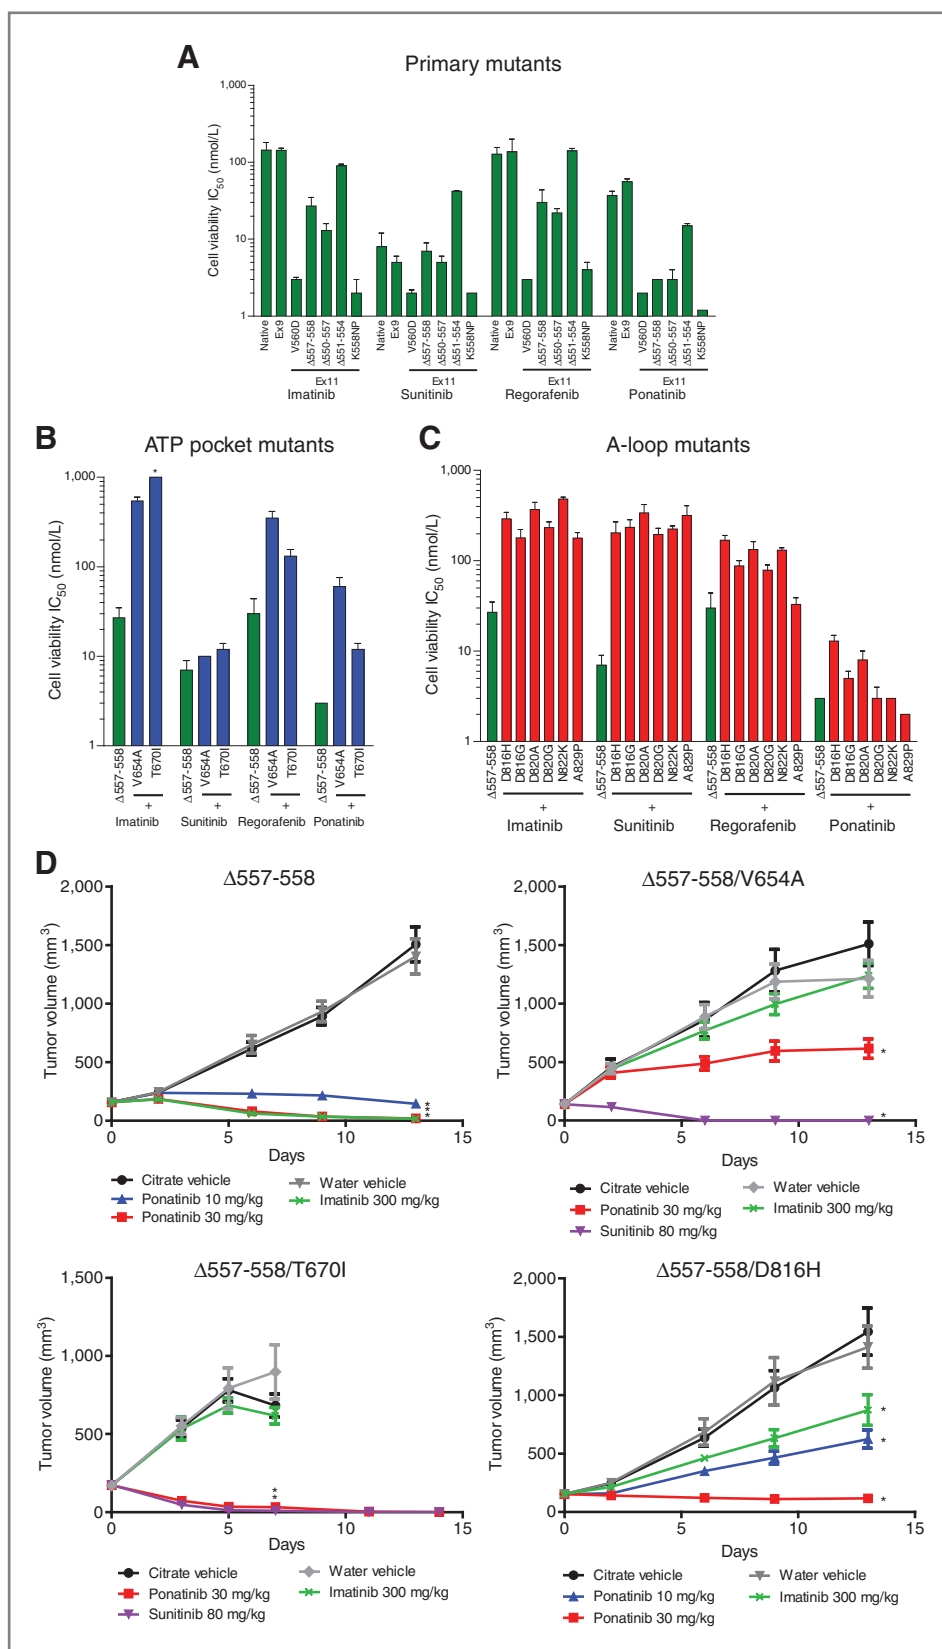 A
Primary mutants
Cell viability IC50 (nmol/L)
1,000
100
10
1
Native
Ex9
V560D
Δ557-558
Δ550-557
Δ551-554
K558NP
Native
Ex9
V560D
Δ557-558
Δ550-557
Δ551-554
K558NP
Native
Ex9
V560D
Δ557-558
Δ550-557
Δ551-554
K558NP
Native
Ex9
V560D
Δ557-558
Δ550-557
Δ551-554
K558NP
Ex11 Ex11 Ex11 Ex11
Imatinib Sunitinib Regorafenib Ponatinib
B
ATP pocket mutants
Cell viability IC50 (nmol/L)
1,000
100
10
1
*
Δ557-558
V654A
T670I
Δ557-558
V654A
T670I
Δ557-558
V654A
T670I
Δ557-558
V654A
T670I
+ + + +
Imatinib Sunitinib Regorafenib Ponatinib
C
A-loop mutants
Cell viability IC50 (nmol/L)
1,000
100
10
1
Δ557-558
D816H
D816G
D820A
D820G
N822K
A829P
Δ557-558
D816H
D816G
D820A
D820G
N822K
A829P
Δ557-558
D816H
D816G
D820A
D820G
N822K
A829P
Δ557-558
D816H
D816G
D820A
D820G
N822K
A829P
+ + + +
Imatinib Sunitinib Regorafenib Ponatinib
D
Δ557-558
Tumor volume (mm3)
2,000
1,500
1,000
500
0
*
*
*
0 5 10 15
Days
Citrate vehicle
Water vehicle
Ponatinib 10 mg/kg
Imatinib 300 mg/kg
Ponatinib 30 mg/kg
Δ557-558/V654A
Tumor volume (mm3)
2,000
1,500
1,000
500
0
*
*
0 5 10 15
Days
Citrate vehicle
Water vehicle
Ponatinib 30 mg/kg
Imatinib 300 mg/kg
Sunitinib 80 mg/kg
Δ557-558/T670I
Tumor volume (mm3)
1,500
1,000
500
0
*
*
0 5 10 15
Days
Citrate vehicle
Water vehicle
Ponatinib 30 mg/kg
Imatinib 300 mg/kg
Sunitinib 80 mg/kg
Δ557-558/D816H
Tumor volume (mm3)
2,000
1,500
1,000
500
0
*
*
*
0 5 10 15
Days
Citrate vehicle
Water vehicle
Ponatinib 10 mg/kg
Imatinib 300 mg/kg
Ponatinib 30 mg/kg